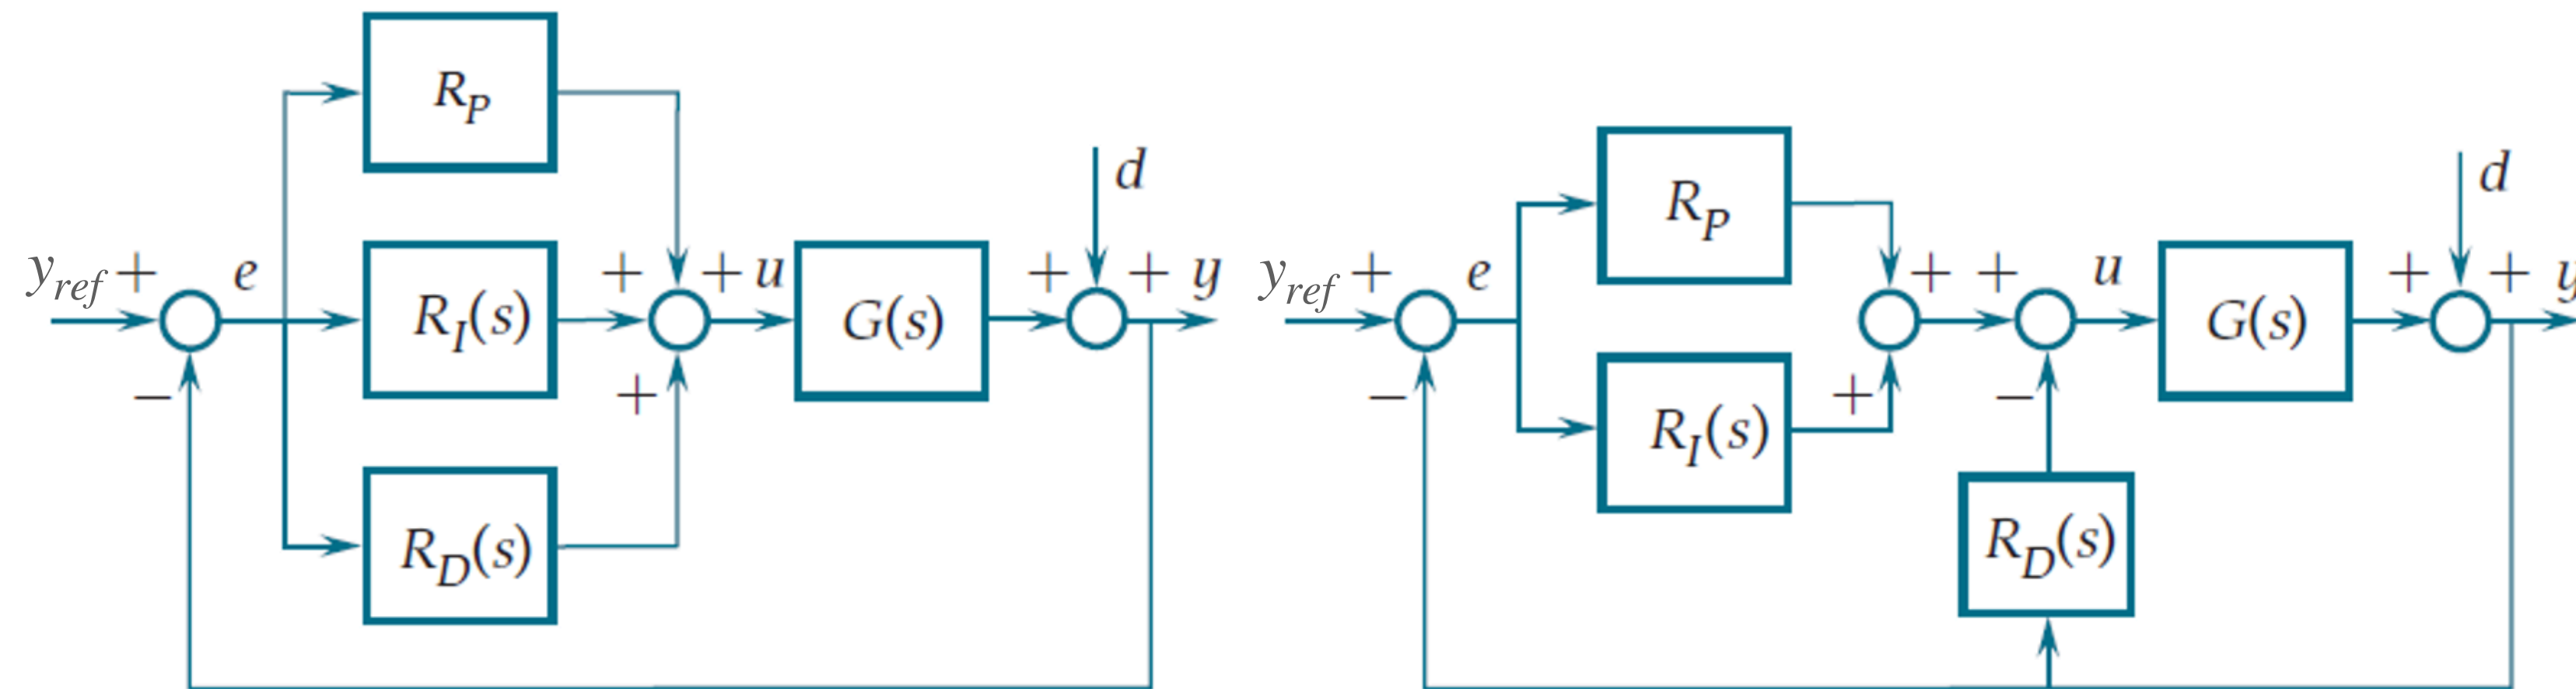 R_P
d
y_ref + e R_I(s) + + u G(s) + + y
− +
R_D(s)
R_P
d
y_ref + e + + u G(s) + + y
− R_I(s) + −
R_D(s)